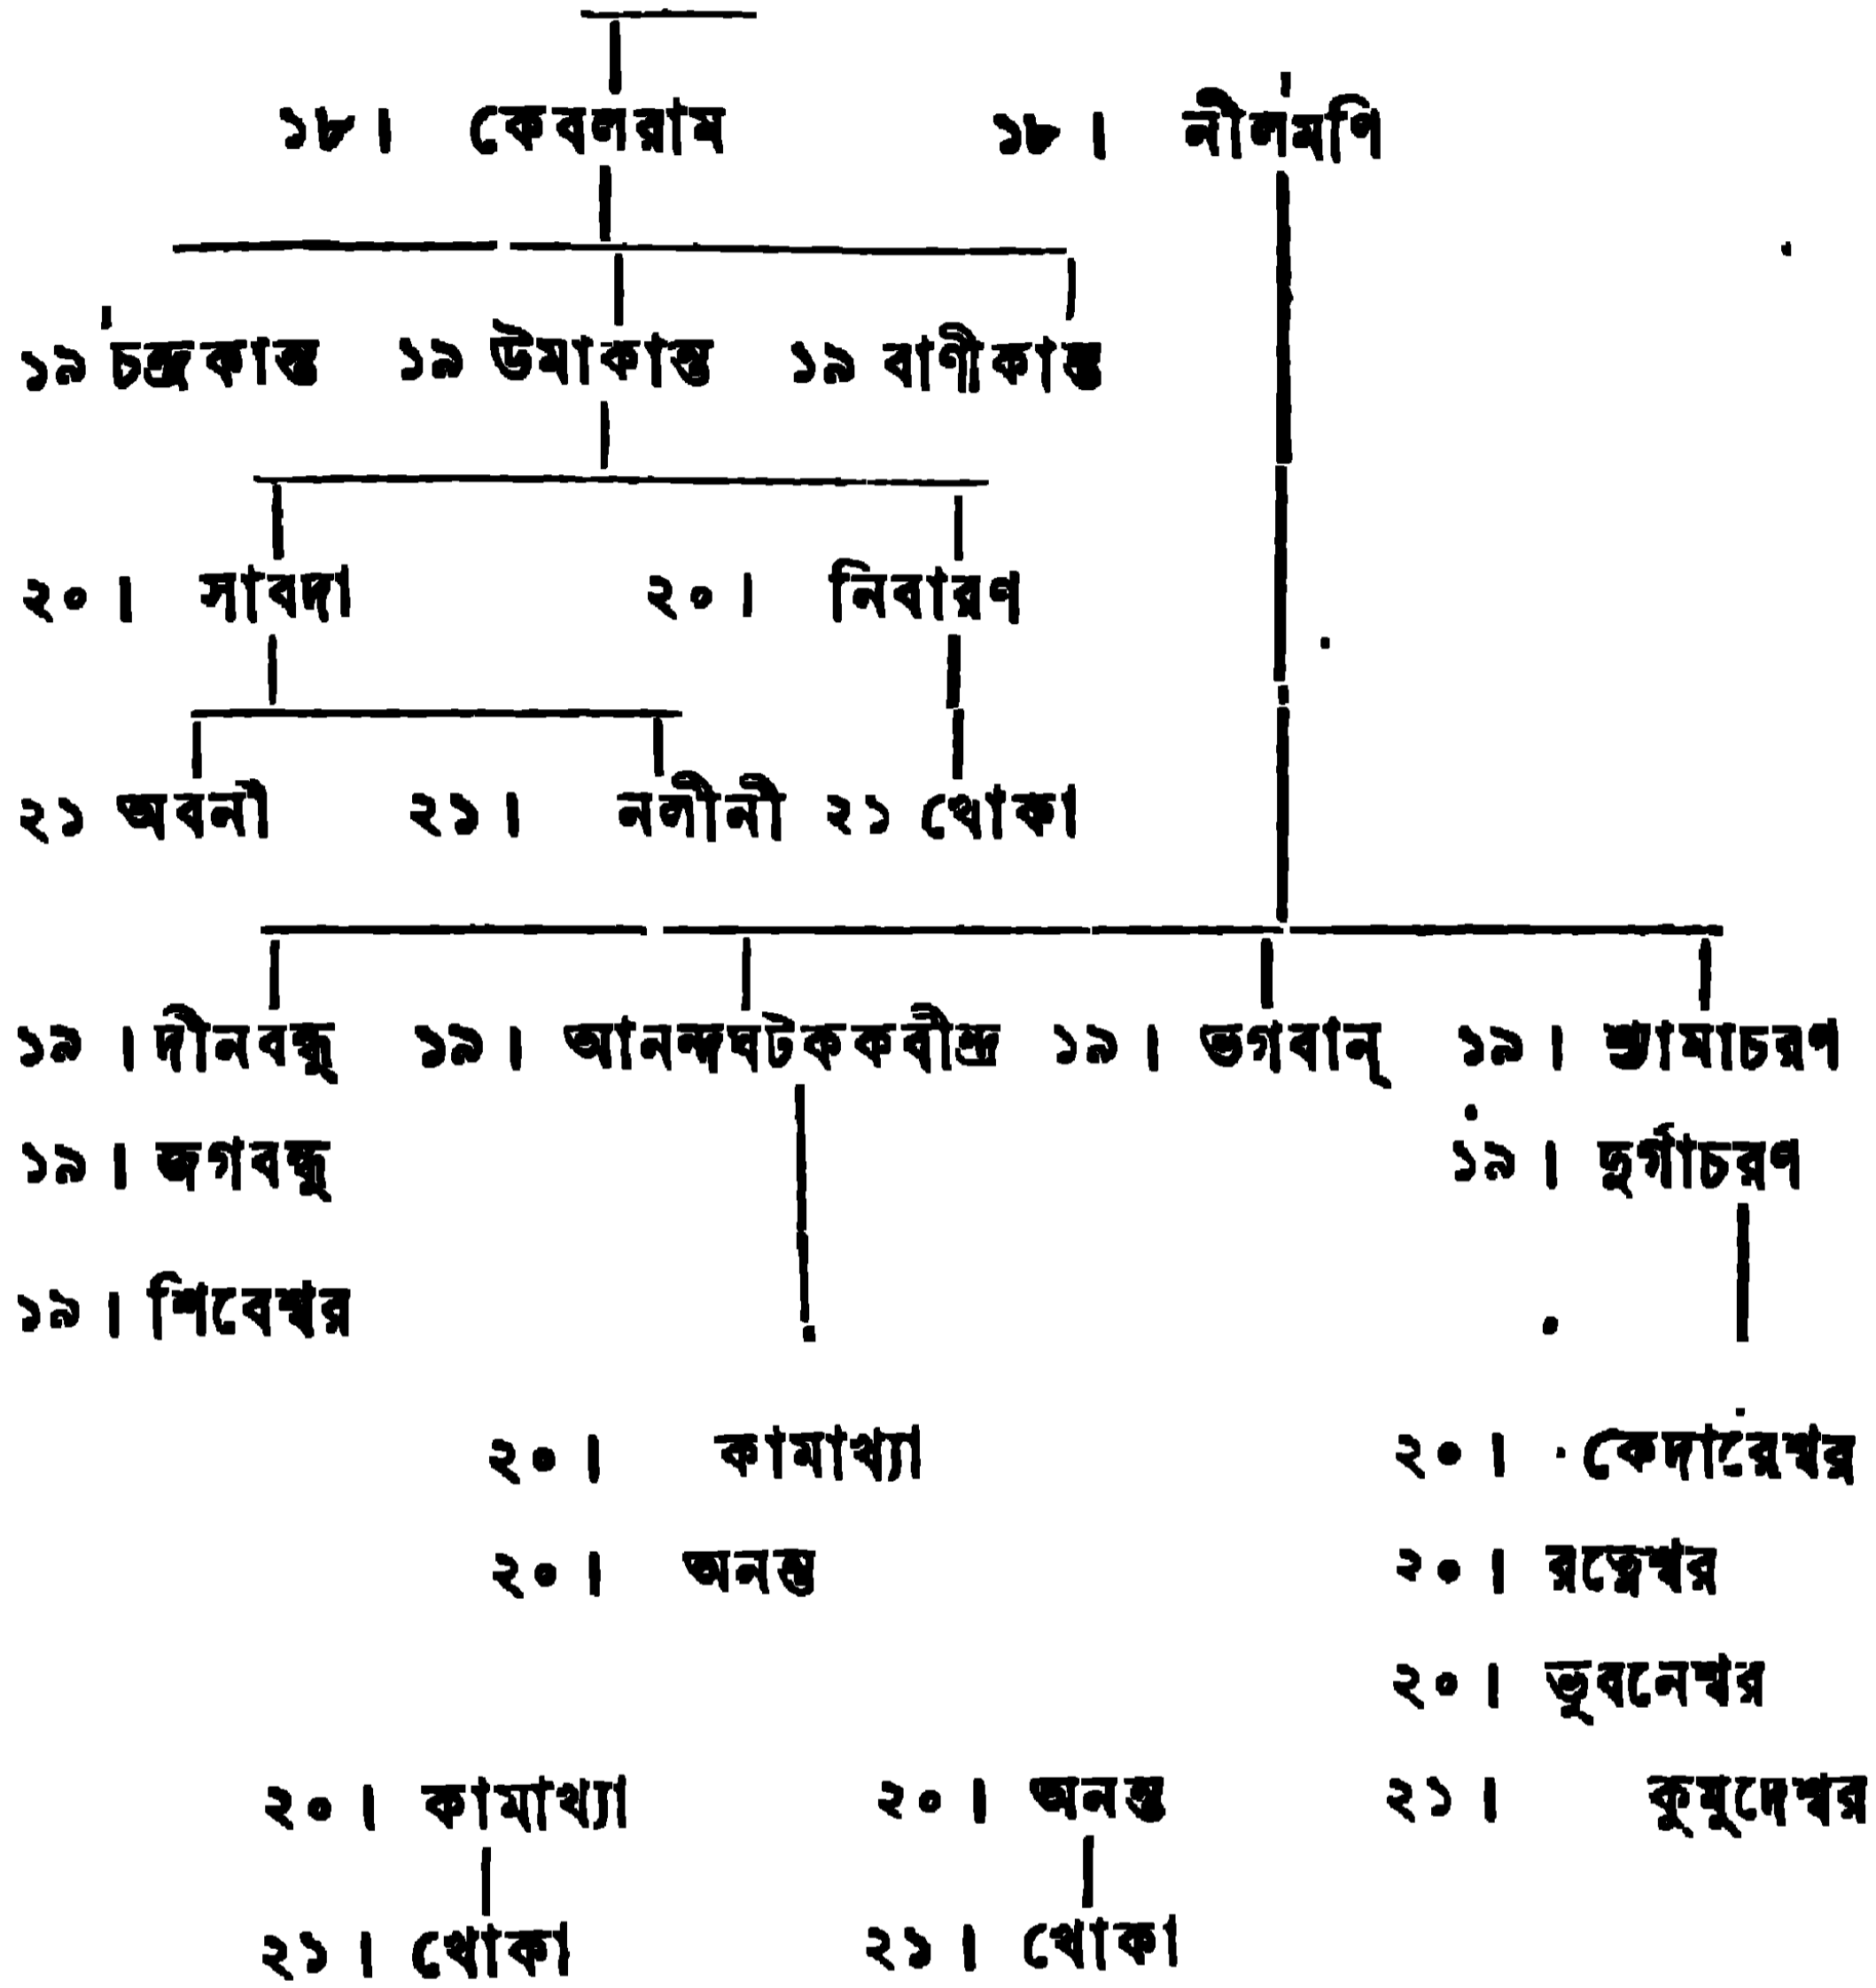 ১৮। কেবলরাম ১৮। নীলমণি
১৯ চন্দ্রকান্ত ১৯ উমাকান্ত ১৯ বাণীকান্ত
২০। সাবদা ২০। নিবারণ
২১ অবনী ২১। নলীনী ২১ খোকা
১৯। দীনবন্ধু ১৯। আনন্দঘটককবীন্দ্র ১৯। ভগবান্ ১৯। শ্যামাচরণ
১৯। জগবন্ধু ১৯। দুর্গাচরণ
১৯। শিবেশ্বর
২০। কামাখ্যা ২০। কেদারেশ্বর
২০। অনন্ত ২০। রত্নেশ্বর
২০। ভুবনেশ্বর
২০। কামাখ্যা ২০। অনন্ত ২১। কুমুদেশ্বর
২১। খোকা ২১। খোকা